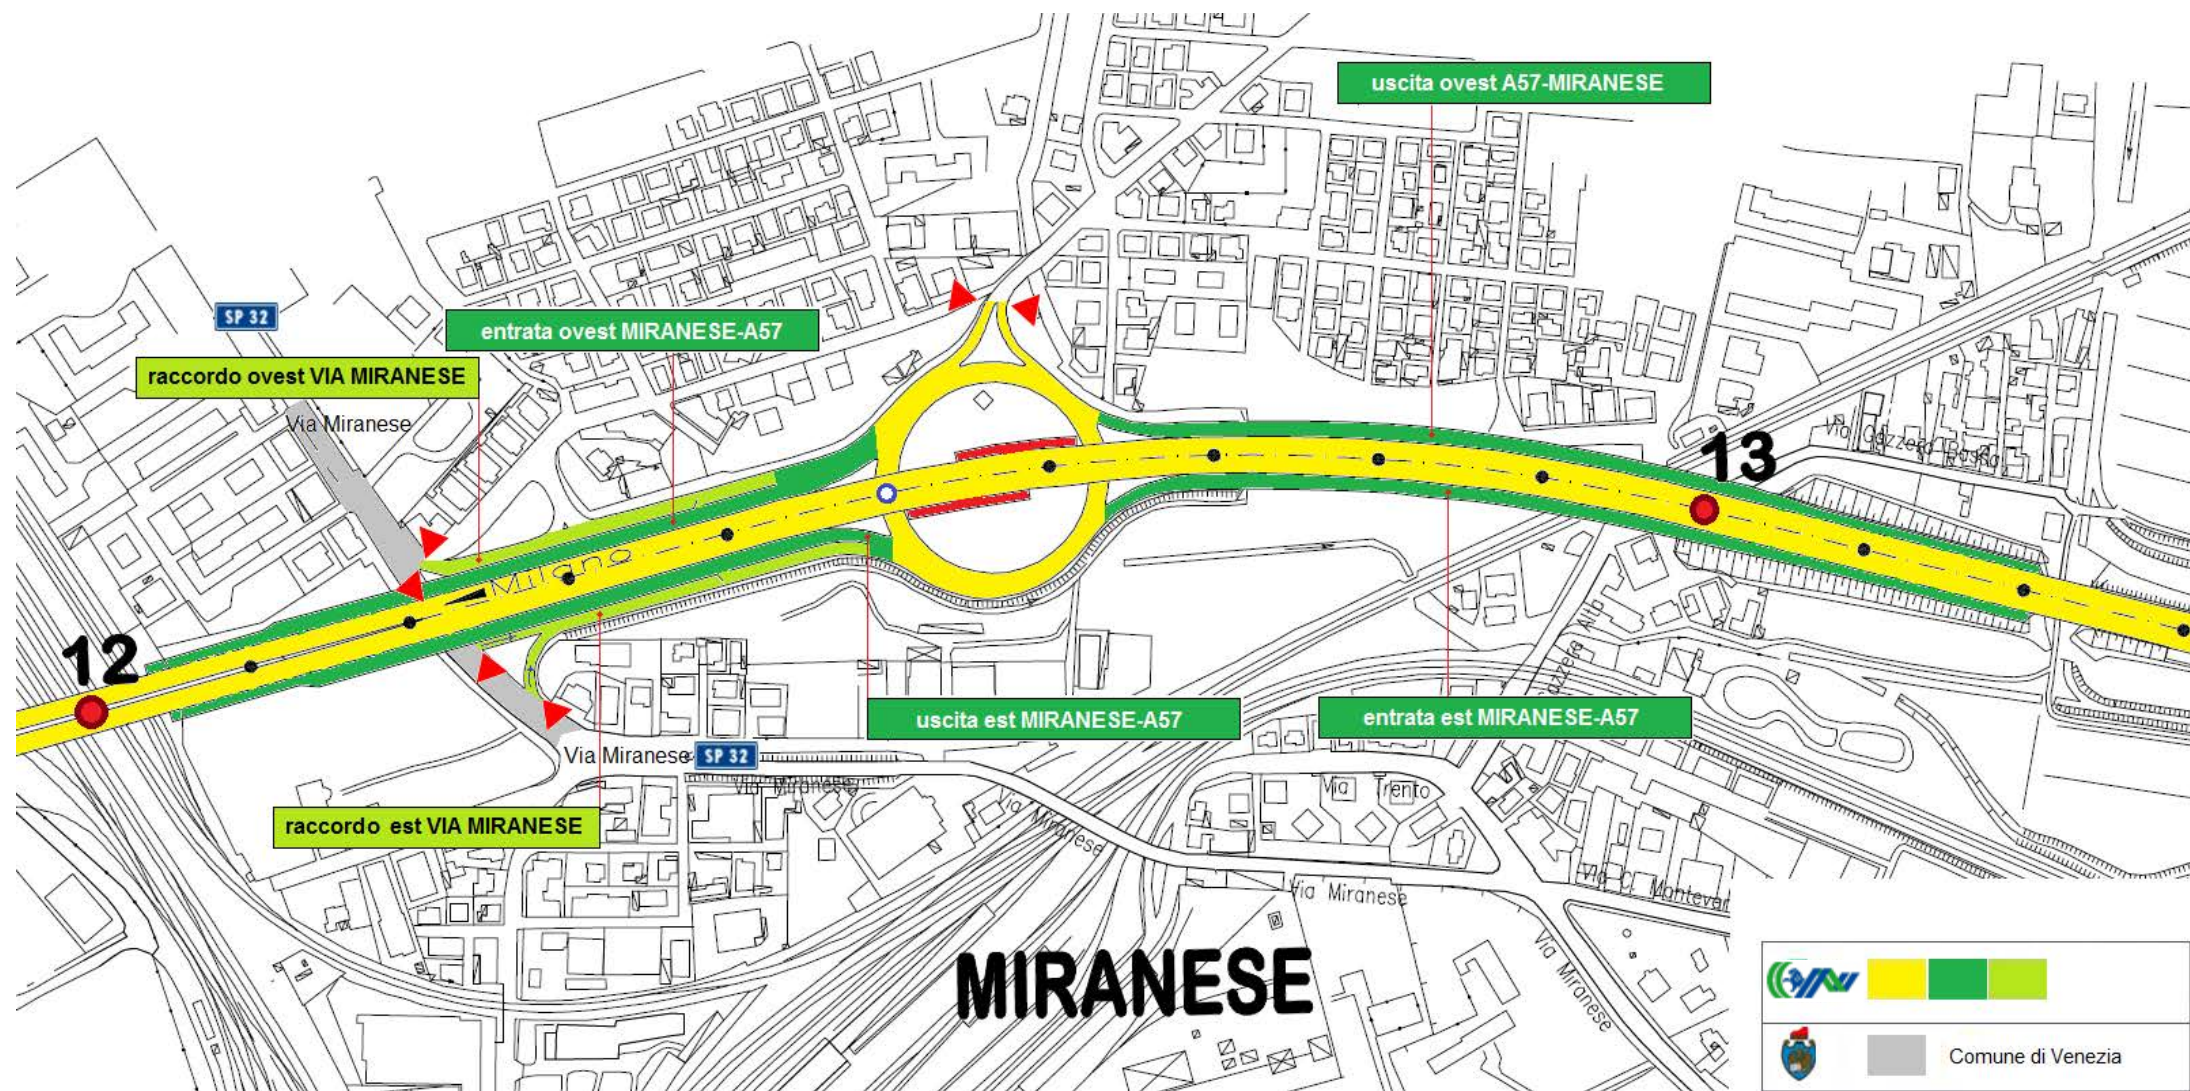 uscita ovest A57-MIRANESE
SP 32
entrata ovest MIRANESE-A57
raccordo ovest VIA MIRANESE
Via Miranese
13
Milano
12
uscita est MIRANESE-A57
entrata est MIRANESE-A57
Via Miranese SP 32
Via Miranese
Via Trento
Via Miranese
raccordo est VIA MIRANESE
Via Miranese
Via Miranese
MIRANESE
Comune di Venezia